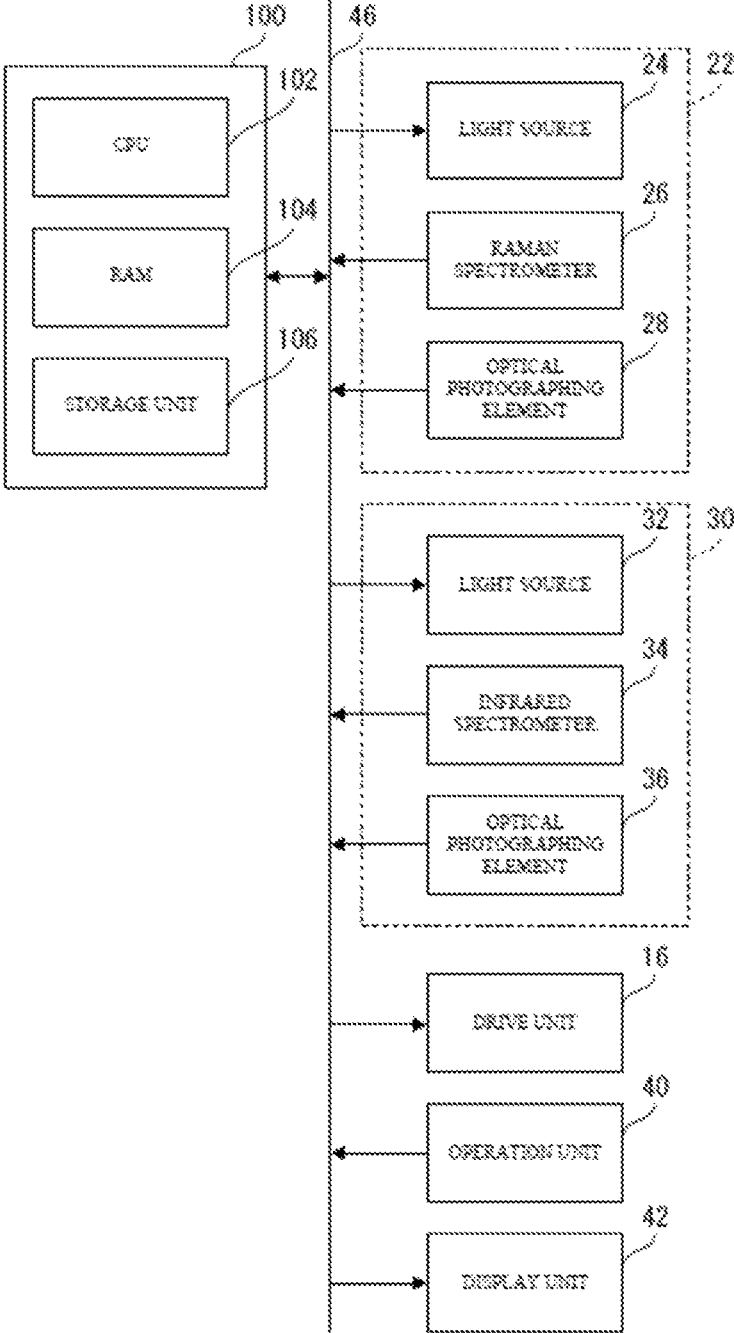 100
46
102
CPU
104
RAM
106
STORAGE UNIT
22
24
LIGHT SOURCE
26
RAMAN
SPECTROMETER
28
OPTICAL
PHOTOGRAPHING
ELEMENT
30
32
LIGHT SOURCE
34
INFRARED
SPECTROMETER
36
OPTICAL
PHOTOGRAPHING
ELEMENT
16
DRIVE UNIT
40
OPERATION UNIT
42
DISPLAY UNIT